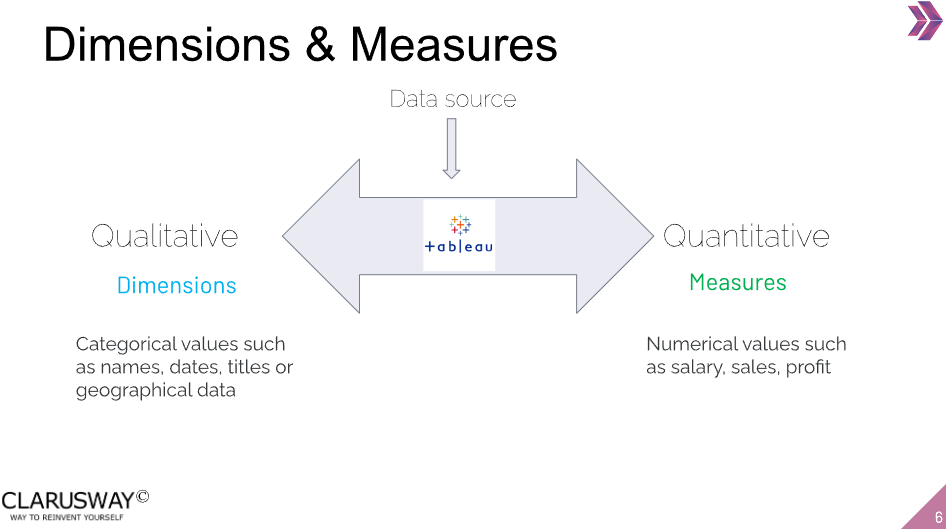 Dimensions & Measures
Data source
+ableau
Qualitative
Dimensions
Categorical values such
as names, dates, titles or
geographical data
Quantitative
Measures
Numerical values such
as salary, sales, profit
CLARUSWAY©
WAY TO REINVENT YOURSELF
6